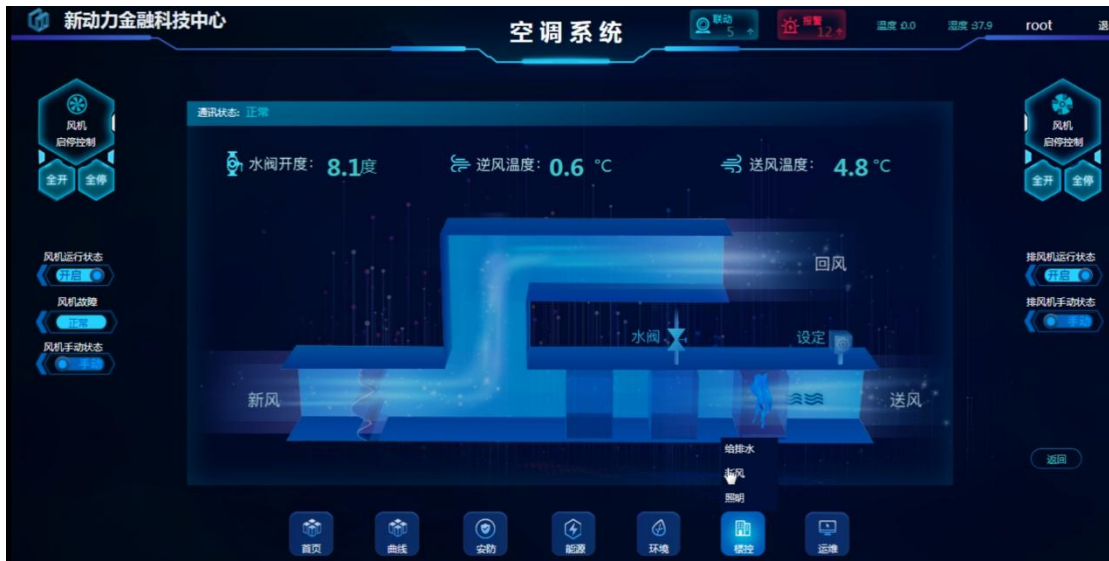 新动力金融科技中心
空调系统
联动
5 ↑
报警
12 ↑
温度:0.0
湿度:37.9
root
退
风机
启停控制
全开 全停
风机运行状态
开启
风机故障
正常
风机手动状态
手动
通讯状态: 正常
水阀开度: 8.1度
逆风温度: 0.6 °C
送风温度: 4.8 °C
回风
水阀
设定
新风
送风
风机
启停控制
全开 全停
排风机运行状态
开启
排风机手动状态
手动
返回
给排水
新风
照明
首页
曲线
安防
能源
环境
楼控
运维